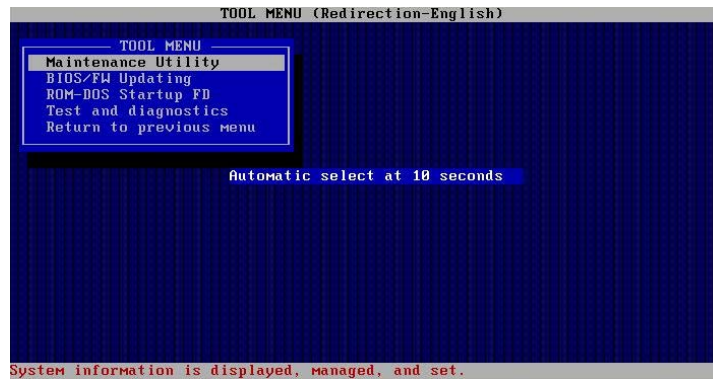 TOOL MENU (Redirection-English)
TOOL MENU
Maintenance Utility
BIOS/FW Updating
ROM-DOS Startup FD
Test and diagnostics
Return to previous menu
Automatic select at 10 seconds
System information is displayed, managed, and set.